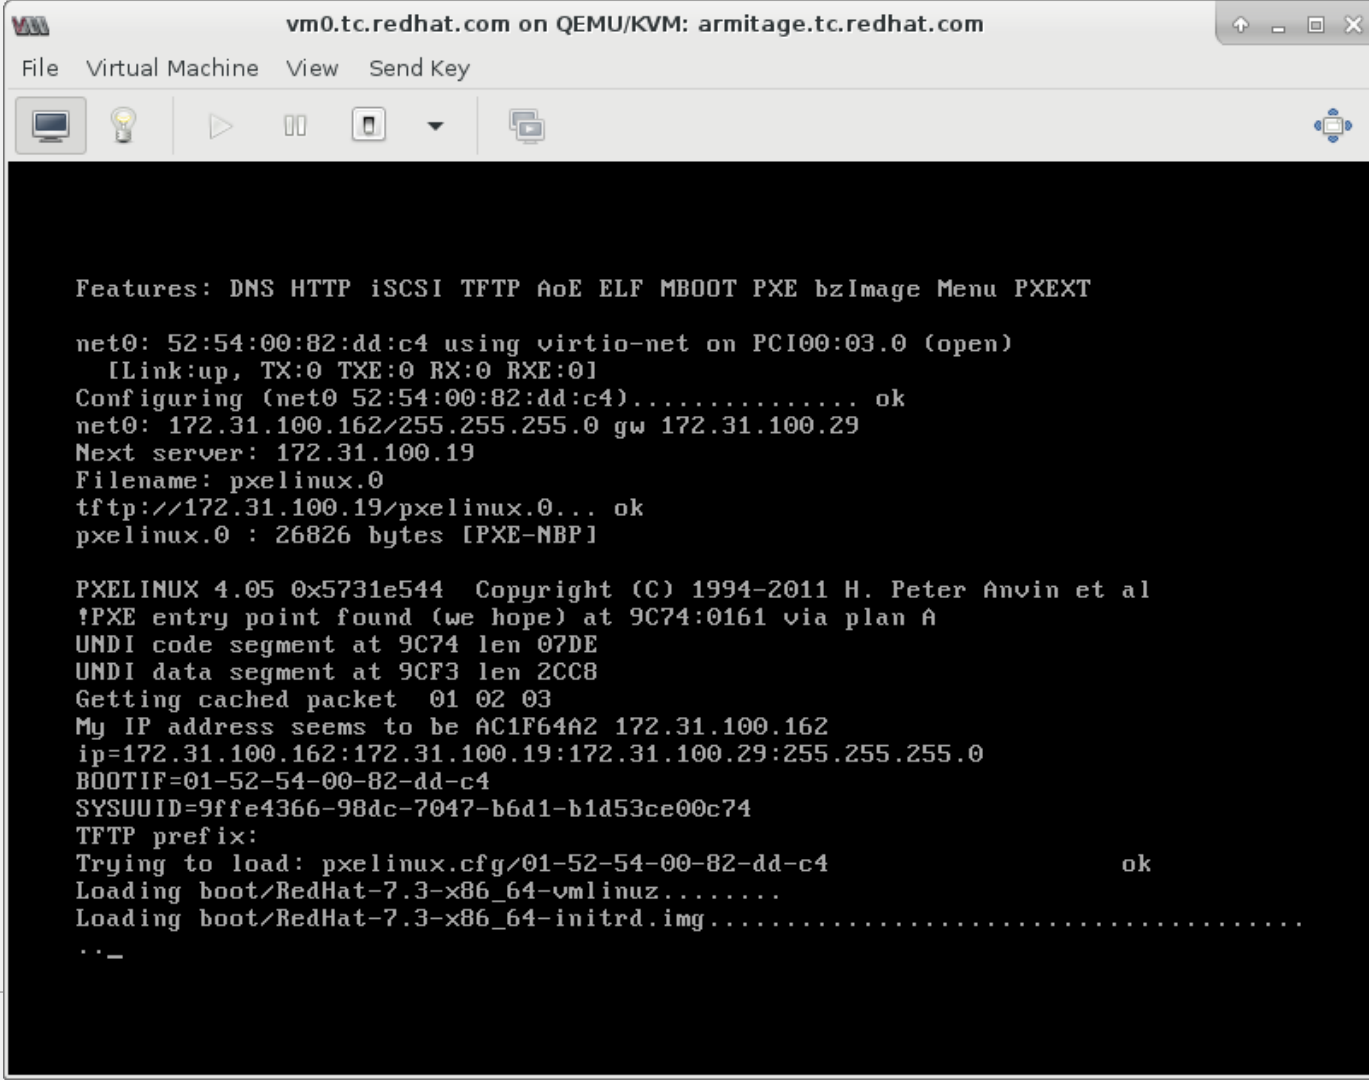 vm0.tc.redhat.com on QEMU/KVM: armitage.tc.redhat.com
File Virtual Machine View Send Key
Features: DNS HTTP iSCSI TFTP AoE ELF MBOOT PXE bzImage Menu PXEXT
net0: 52:54:00:82:dd:c4 using virtio-net on PCI00:03.0 (open)
[Link:up, TX:0 TXE:0 RX:0 RXE:0]
Configuring (net0 52:54:00:82:dd:c4)............... ok
net0: 172.31.100.162/255.255.255.0 gw 172.31.100.29
Next server: 172.31.100.19
Filename: pxelinux.0
tftp://172.31.100.19/pxelinux.0... ok
pxelinux.0 : 26826 bytes [PXE-NBP]
PXELINUX 4.05 0x5731e544  Copyright (C) 1994-2011 H. Peter Anvin et al
!PXE entry point found (we hope) at 9C74:0161 via plan A
UNDI code segment at 9C74 len 07DE
UNDI data segment at 9CF3 len 2CC8
Getting cached packet  01 02 03
My IP address seems to be AC1F64A2 172.31.100.162
ip=172.31.100.162:172.31.100.19:172.31.100.29:255.255.255.0
BOOTIF=01-52-54-00-82-dd-c4
SYSUUID=9ffe4366-98dc-7047-b6d1-b1d53ce00c74
TFTP prefix:
Trying to load: pxelinux.cfg/01-52-54-00-82-dd-c4 ok
Loading boot/RedHat-7.3-x86_64-vmlinuz........
Loading boot/RedHat-7.3-x86_64-initrd.img.......................................
.._